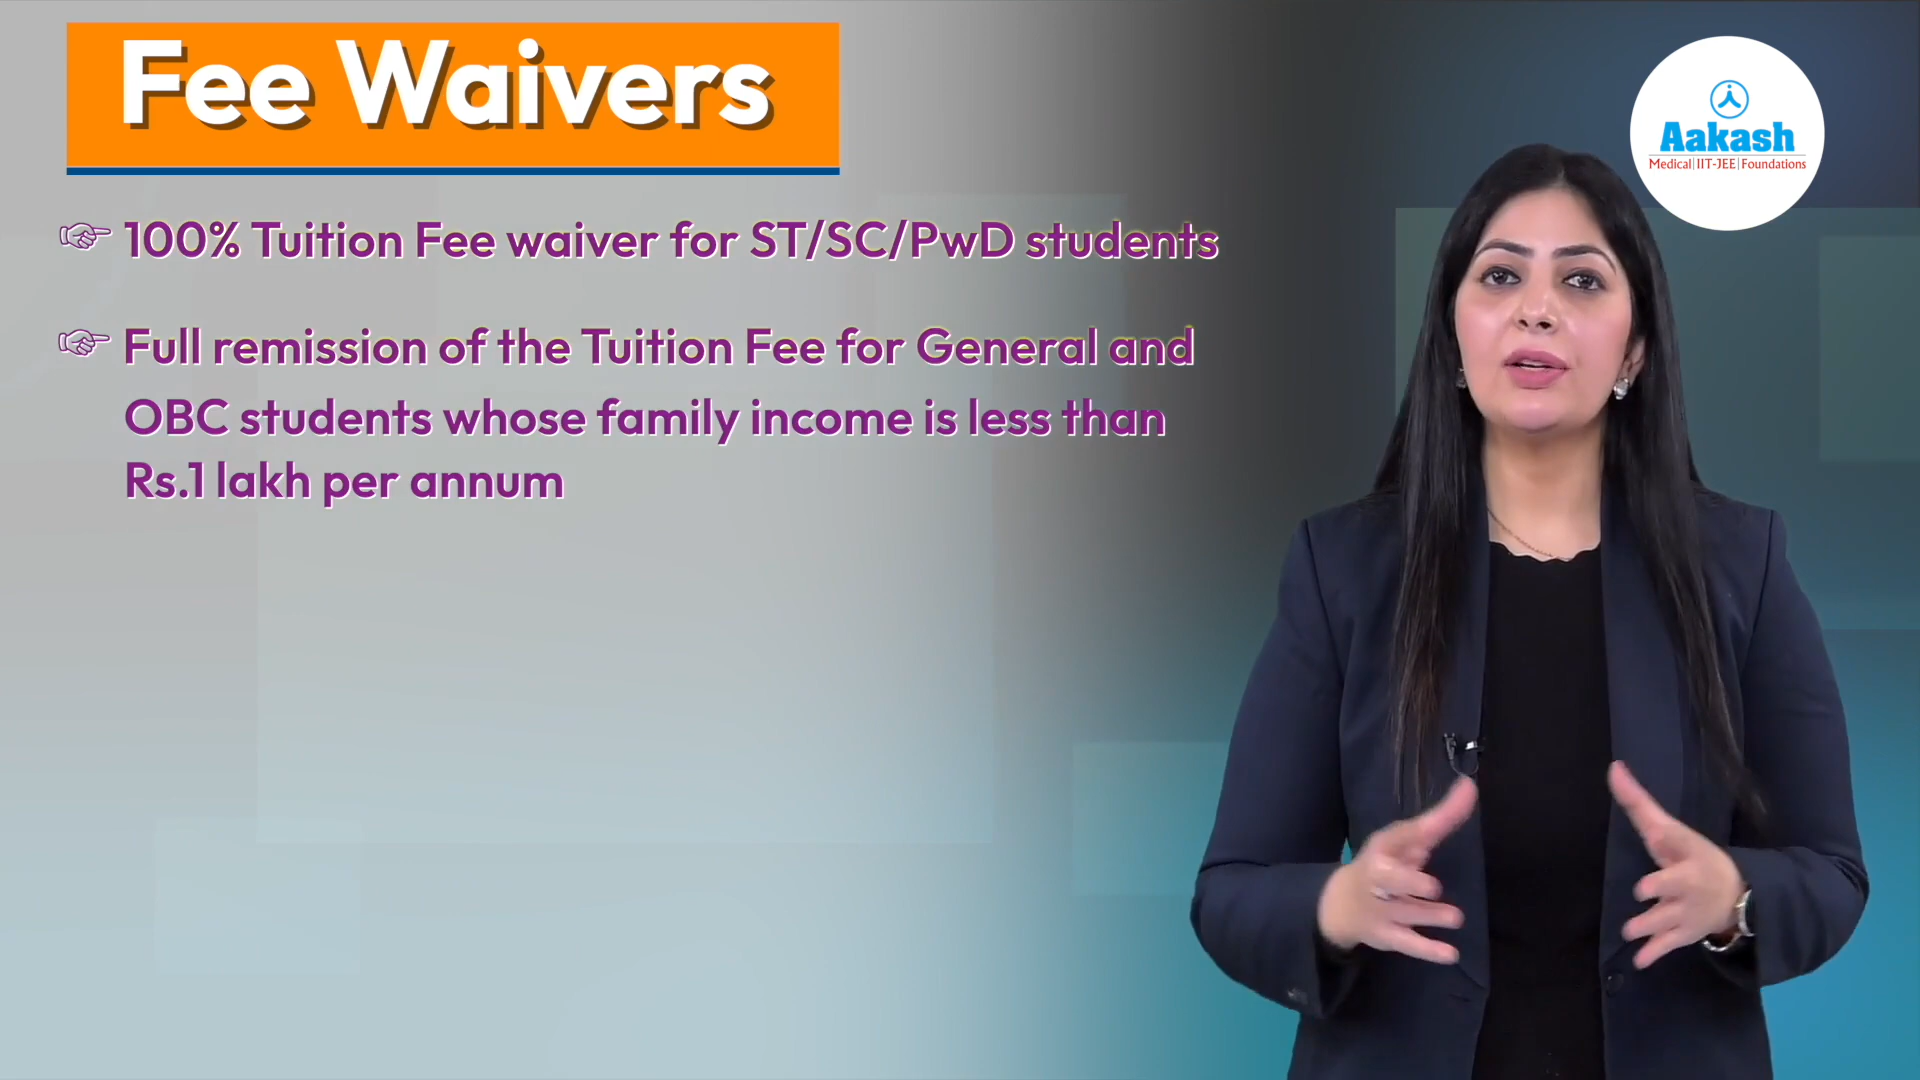 Fee Waivers
Aakash
Medical|IIT-JEE|Foundations
100% Tuition Fee waiver for ST/SC/PwD students
Full remission of the Tuition Fee for General and
OBC students whose family income is less than
Rs.1 lakh per annum